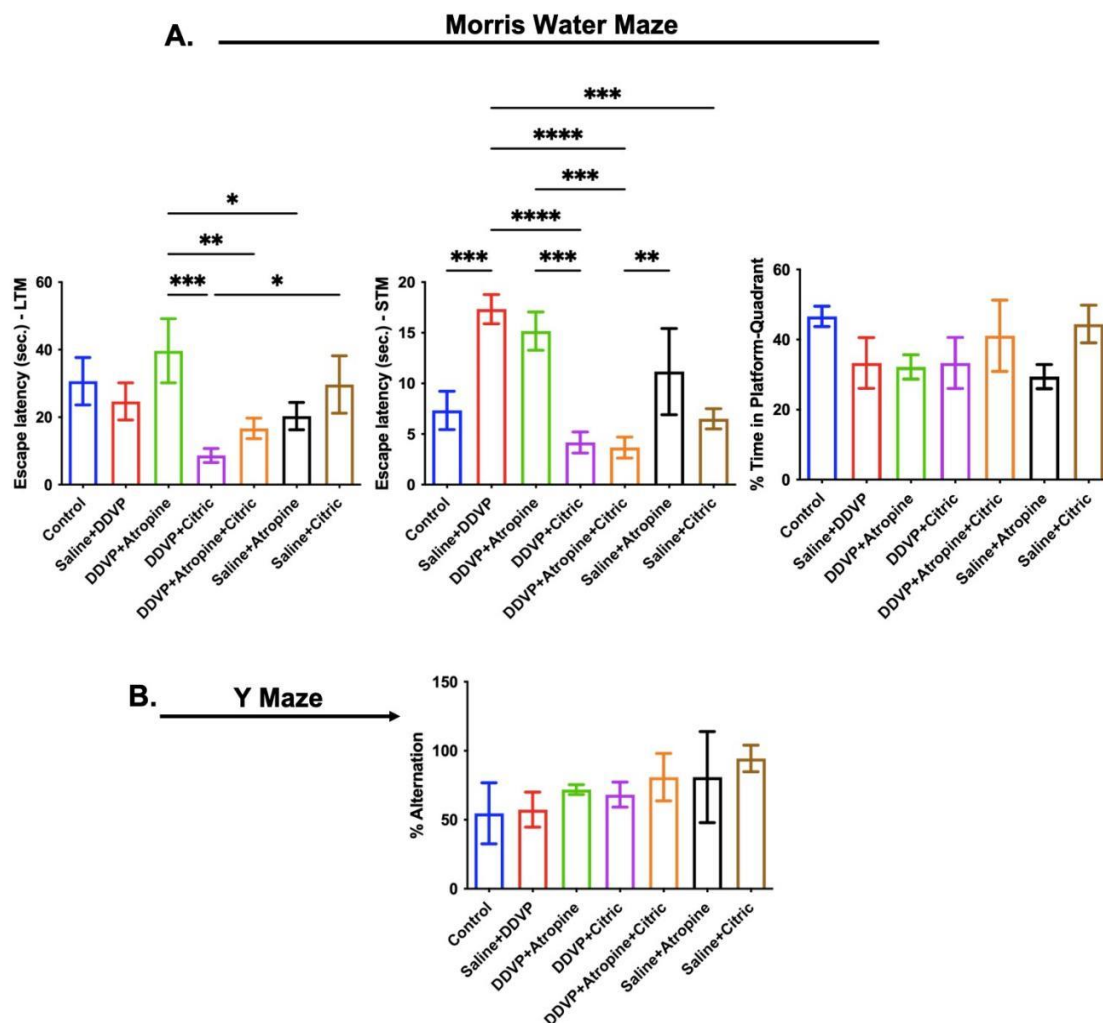 A.
Morris Water Maze
***
****
***
*
****
**
***
***
**
***
*
Escape latency (sec.) - LTM
60
40
20
0
Control
Saline+DDVP
DDVP+Atropine
DDVP+Citric
DDVP+Atropine+Citric
Saline+Atropine
Saline+Citric
Escape latency (sec.) - STM
20
15
10
5
0
Control
Saline+DDVP
DDVP+Atropine
DDVP+Citric
DDVP+Atropine+Citric
Saline+Atropine
Saline+Citric
% Time in Platform-Quadrant
60
40
20
0
Control
Saline+DDVP
DDVP+Atropine
DDVP+Citric
DDVP+Atropine+Citric
Saline+Atropine
Saline+Citric
B.
Y Maze
% Alternation
150
100
50
0
Control
Saline+DDVP
DDVP+Atropine
DDVP+Citric
DDVP+Atropine+Citric
Saline+Atropine
Saline+Citric